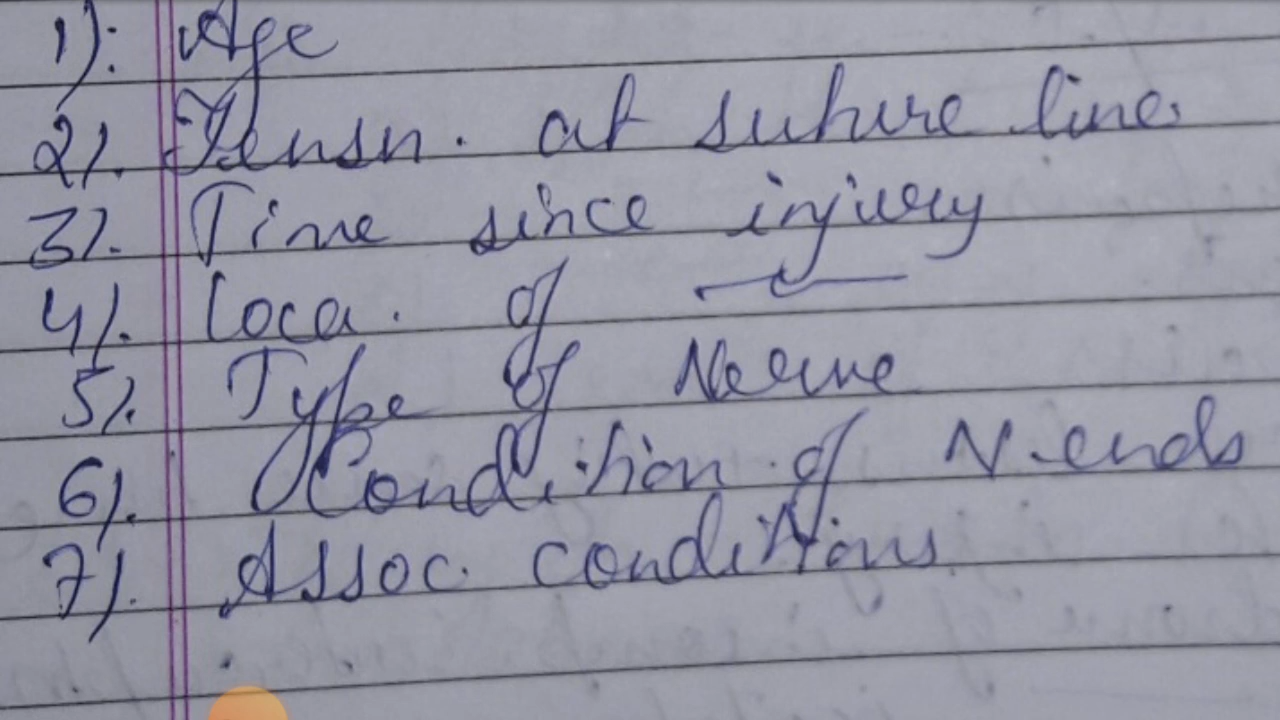 1): Age
2). Tensn. at suture line.
3). Time since injury
4). Loca. of
5). Type of Nerve
6). Condition of N. ends
7). Assoc. conditions